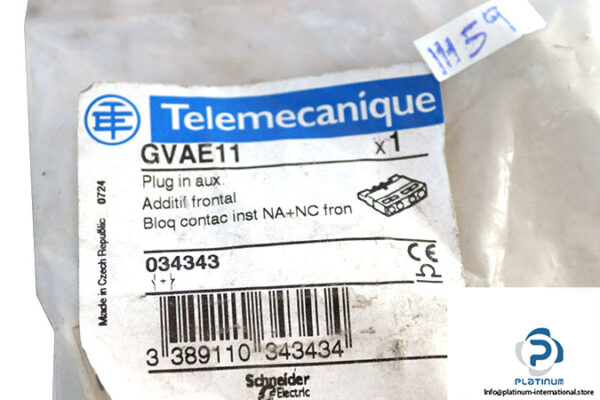 1159
Telemecanique
GVAE11 x1
Plug in aux.
Additif frontal
Bloq contac inst NA+NC fron
034343
Made in Czech Republic 0724
CE
3 389110 343434
Schneider
Electric
PLATINUM
Info@platinum-international.store